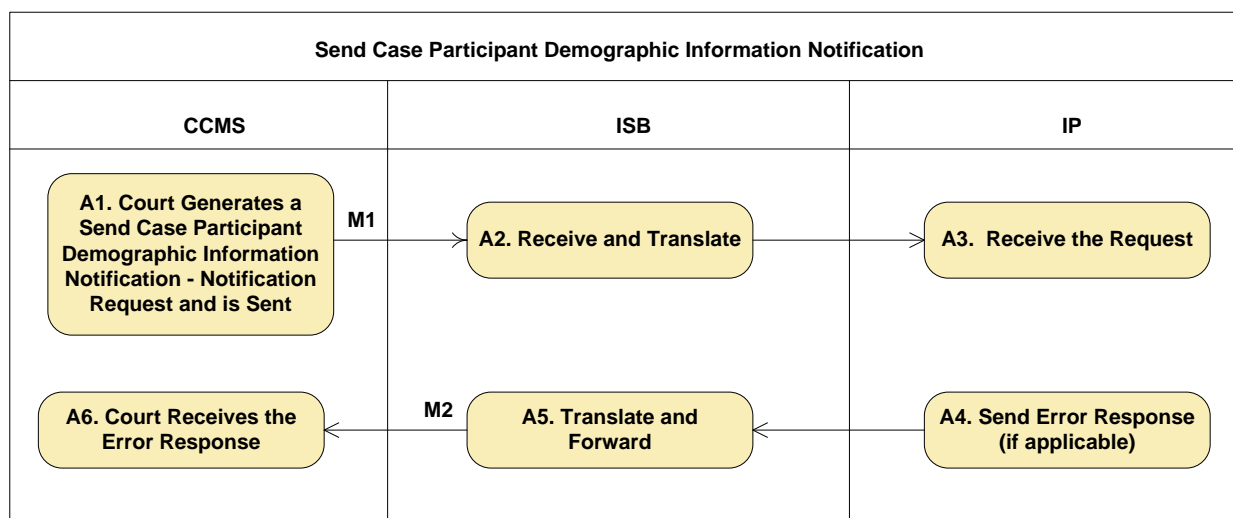 Send Case Participant Demographic Information Notification
CCMS
ISB
IP
A1. Court Generates a
Send Case Participant
Demographic Information
Notification - Notification
Request and is Sent
M1
A2. Receive and Translate
A3. Receive the Request
A6. Court Receives the
Error Response
M2
A5. Translate and
Forward
A4. Send Error Response
(if applicable)